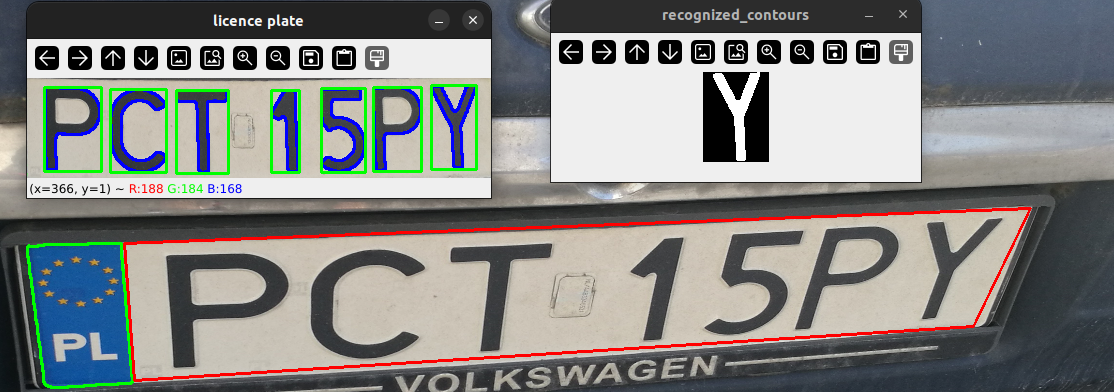 licence plate
PCT 15PY
(x=366, y=1) ~ R:188 G:184 B:168
recognized_contours
Y
PL PCT 15PY
VOLKSWAGEN